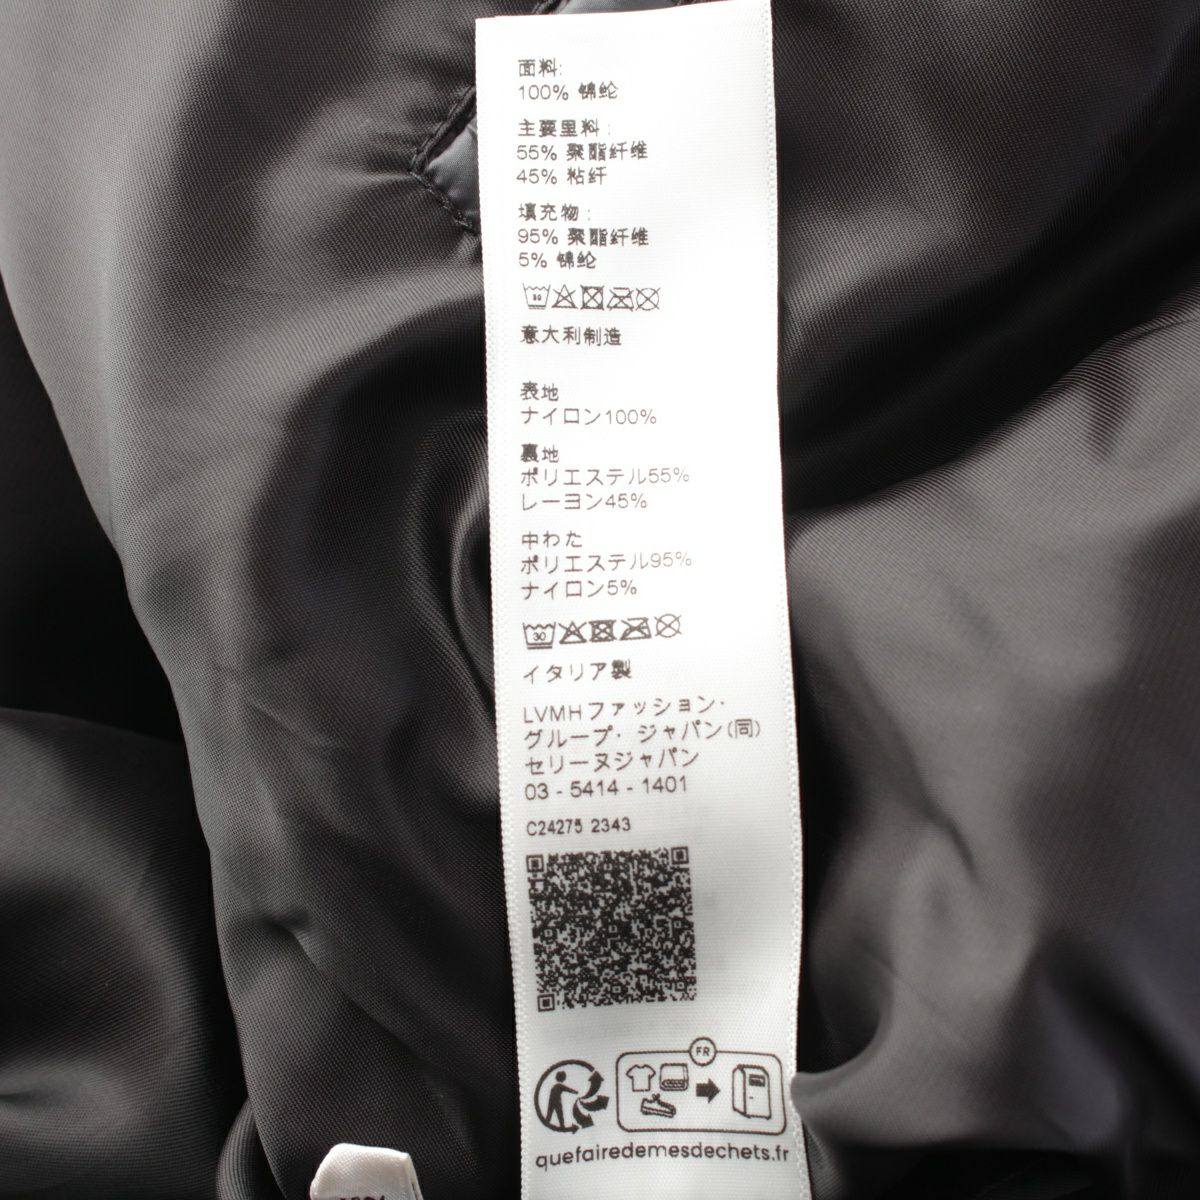 面料:
100% 锦纶
主要里料:
55% 聚酯纤维
45% 粘纤
填充物:
95% 聚酯纤维
5% 锦纶
意大利制造
表地
ナイロン100%
裏地
ポリエステル55%
レーヨン45%
中わた
ポリエステル95%
ナイロン5%
30
イタリア製
LVMHファッション・
グループ・ジャパン(同)
セリーヌジャパン
03 - 5414 - 1401
C24275 2343
FR
quefairedemesdechets.fr